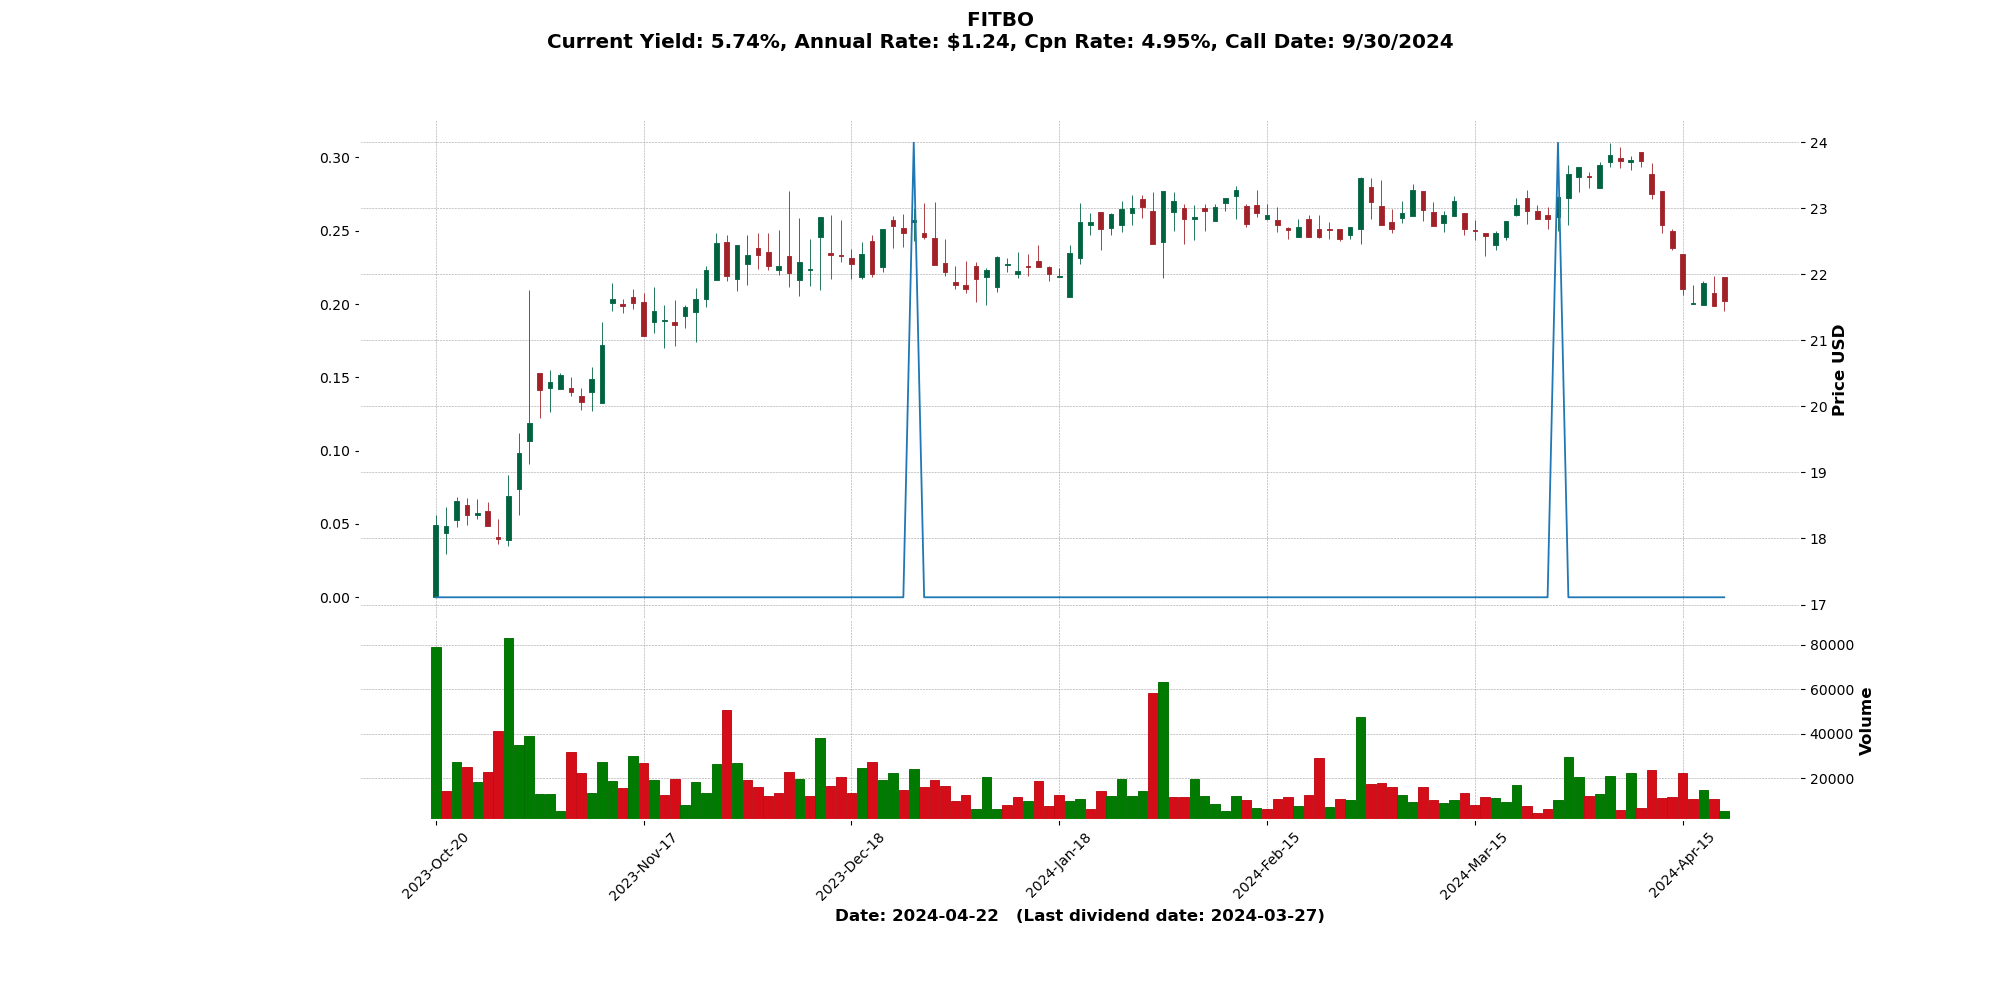 FITBO
Current Yield: 5.74%, Annual Rate: $1.24, Cpn Rate: 4.95%, Call Date: 9/30/2024
0.30
0.25
0.20
0.15
0.10
0.05
0.00
24
23
22
21
20
19
18
17
Price USD
80000
60000
40000
20000
Volume
2023-Oct-20
2023-Nov-17
2023-Dec-18
2024-Jan-18
2024-Feb-15
2024-Mar-15
2024-Apr-15
Date: 2024-04-22 (Last dividend date: 2024-03-27)